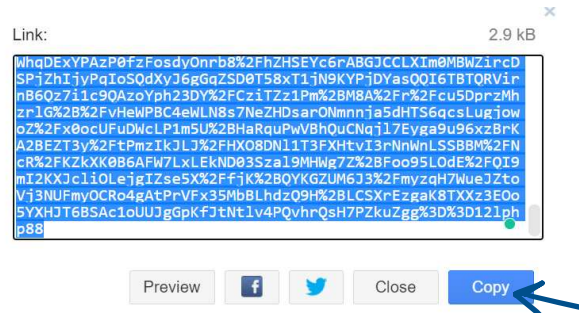 Link:
2.9 kB
WhqDExYPAzP0fzFosdyOnrb8%2FhZHSEYc6rABGJCCLXIm0MBWZircD
SPjZhIjyPqIoSQdXyJ6gGqZSD0T58xT1jN9KYPjDYasQQI6TBTQRVir
nB6Qz7i1c9QAzoYph23DY%2FCziTZz1Pm%2BM8A%2Fr%2Fcu5DprzMh
zrlG%2B%2FvHeWPBC4eWLN8s7NeZHDsarONmnnja5dHTS6qcsLugjow
oZ%2Fx0ocUFuDWcLP1m5U%2BHaRquPwVBhQuCNqjl7Eyga9u96xzBrK
A2BEZT3y%2FtPmzIkJLJ%2FHXO8DNl1T3FXHtvI3rNnWnLSSBBM%2FN
cR%2FKZkXK0B6AFW7LxLEkND03Szal9MHWg7Z%2BFoo95LOdE%2FQI9
mI2KXJcliOLejgIZse5X%2FfjK%2BQYKGZUM6J3%2FmyzqH7WueJZto
Vj3NUFmyOCRo4gAtPrVFx35MbBLhdzQ9H%2BLCSXrEzgaK8TXXz3EOo
5YXHJT6BSAc1oUUJgGpKfJtNtlv4PQvhrQsH7PZkuZgg%3D%3D12lph
p88
Preview
Close
Copy